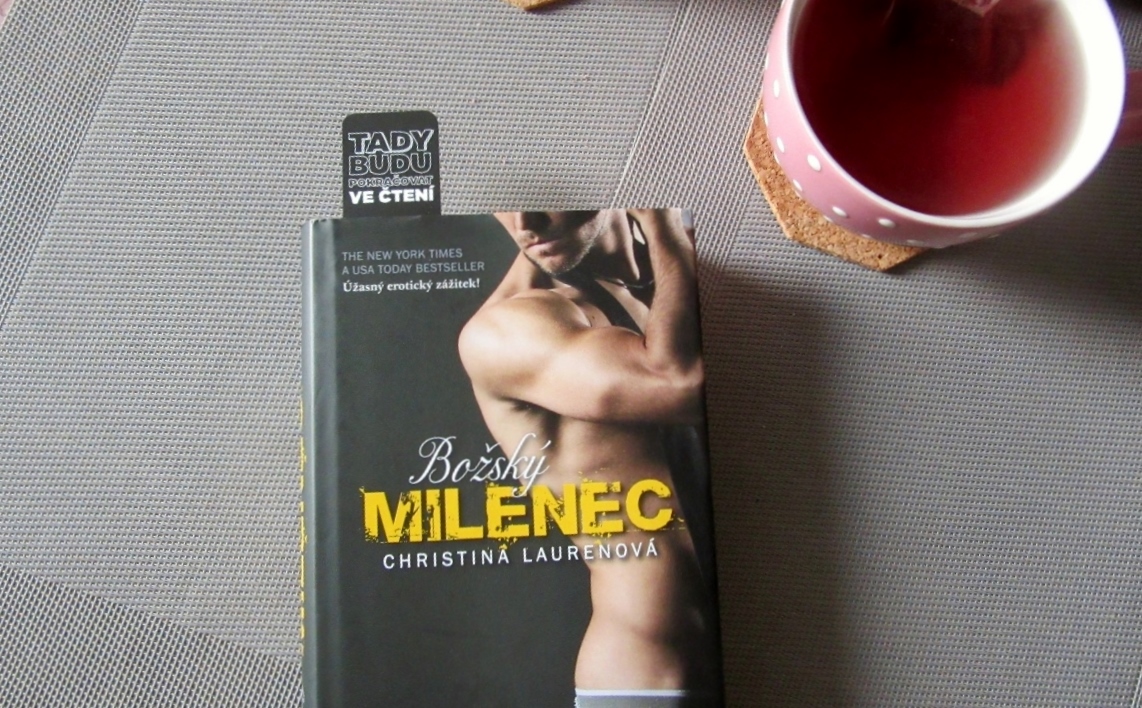 TADY
BUDU
POKRAČOVAT
VE ČTENÍ
THE NEW YORK TIMES
A USA TODAY BESTSELLER
Úžasný erotický zážitek!
Božský
MILENEC
CHRISTINA LAURENOVÁ